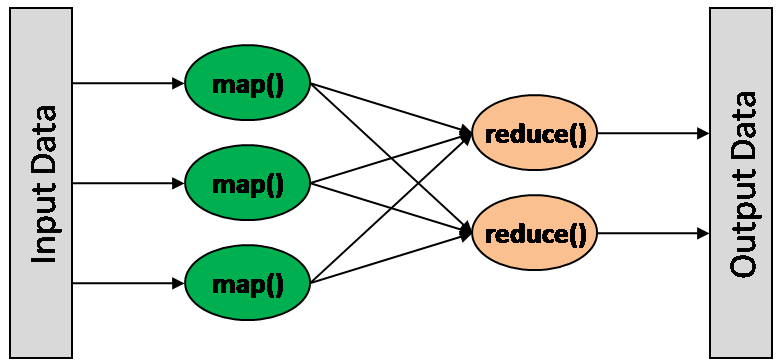 Input Data
map()
map()
map()
reduce()
reduce()
Output Data